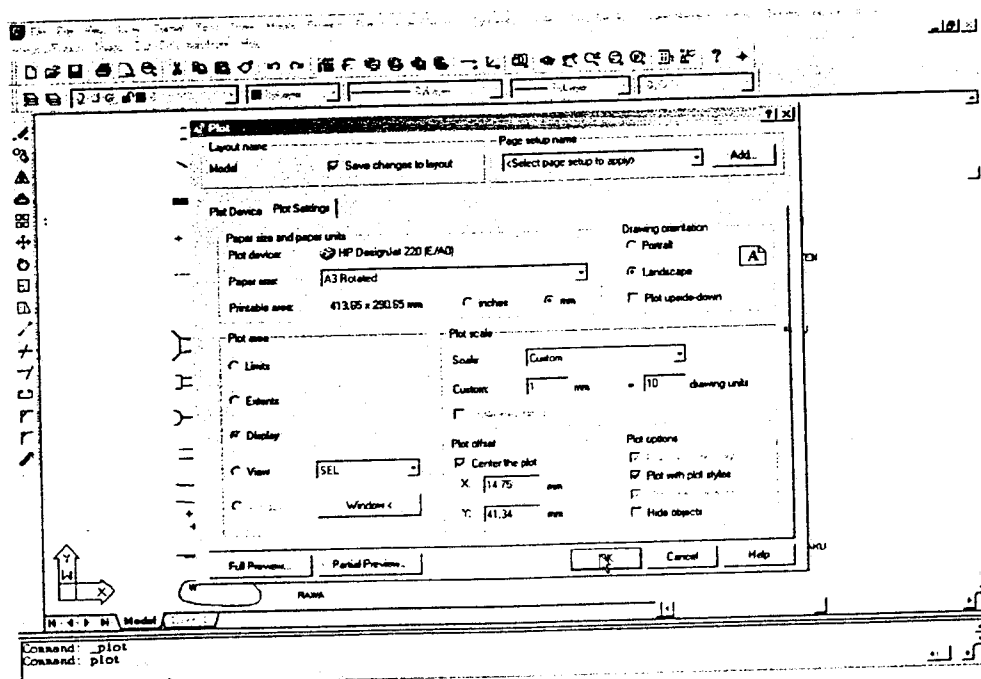 Plot
Layout name
Model
Save changes to layout
Page setup name
<Select page setup to apply>
Add...
Plot Device
Plot Settings
Paper size and paper units
Plot device:
HP DesignJet 220 (E/A0)
Paper size:
A3 Rotated
Printable area:
413.65 x 290.65 mm
inches
mm
Drawing orientation
Portrait
Landscape
Plot upside-down
A
Plot area
Limits
Extents
Display
View
SEL
Window <
Plot scale
Scale:
Custom
Custom:
1
mm
=
10
drawing units
Plot offset
Center the plot
X:
14.75
mm
Y:
41.34
mm
Plot options
Plot with plot styles
Hide objects
Full Preview...
Partial Preview...
OK
Cancel
Help
Y
W
X
W
Model
Command: _plot
Command: plot